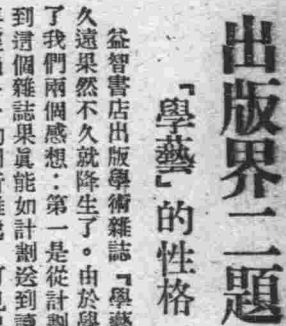 出版界二題
『學藝』的性格
益智書店出版學術雜誌『學藝
久遠果然不久就降生了。由於學
了我們兩個感想：第一是從計劃
到這個雜誌果眞能如計劃送到讀